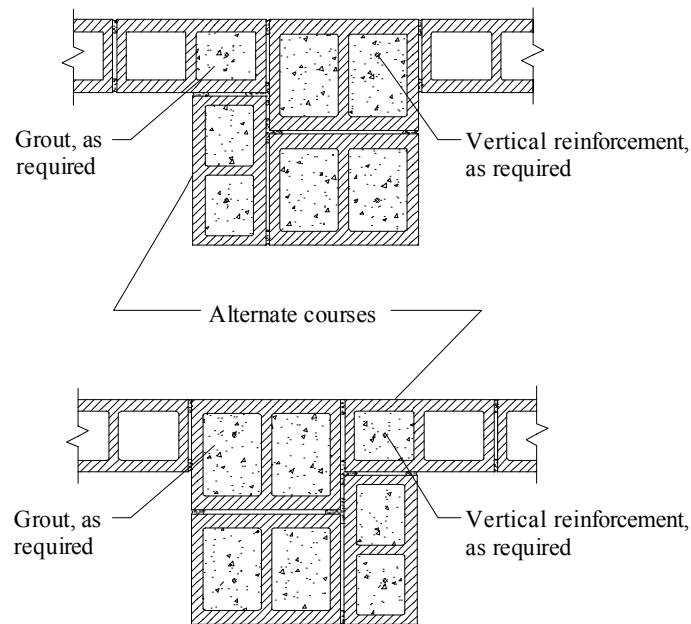 Grout, as
required
Vertical reinforcement,
as required
Alternate courses
Grout, as
required
Vertical reinforcement,
as required